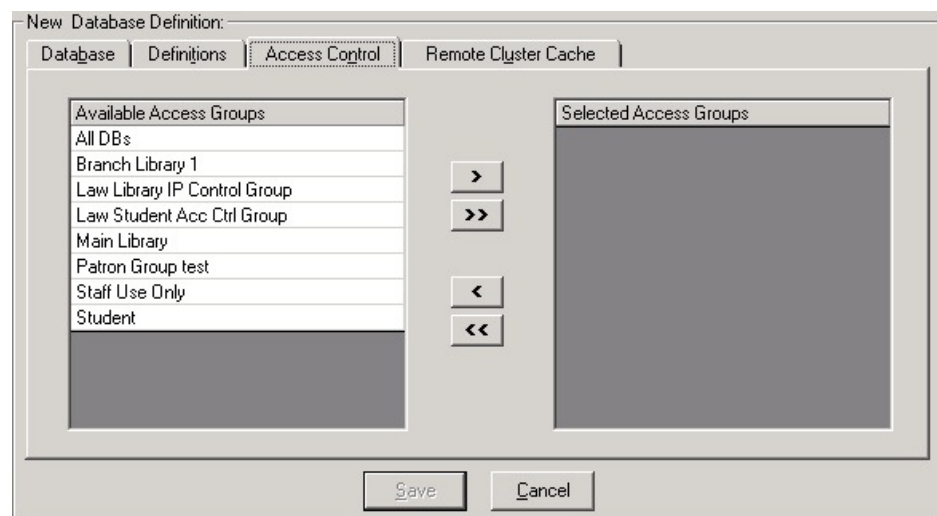 New Database Definition:
Database Definitions Access Control Remote Cluster Cache
Available Access Groups
All DBs
Branch Library 1
Law Library IP Control Group
Law Student Acc Ctrl Group
Main Library
Patron Group test
Staff Use Only
Student
>
>>
<
<<
Selected Access Groups
Save Cancel